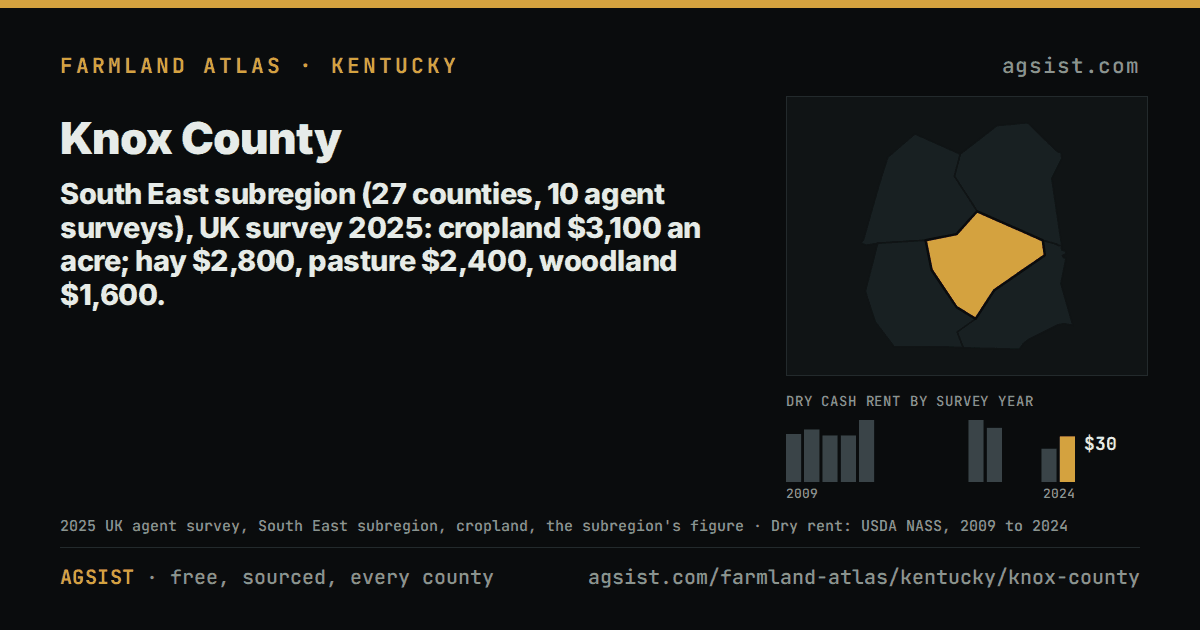 FARMLAND ATLAS · KENTUCKY
agsist.com
Knox County
South East subregion (27 counties, 10 agent
surveys), UK survey 2025: cropland $3,100 an
acre; hay $2,800, pasture $2,400, woodland
$1,600.
DRY CASH RENT BY SURVEY YEAR
$30
2009
2024
2025 UK agent survey, South East subregion, cropland, the subregion's figure · Dry rent: USDA NASS, 2009 to 2024
AGSIST · free, sourced, every county
agsist.com/farmland-atlas/kentucky/knox-county